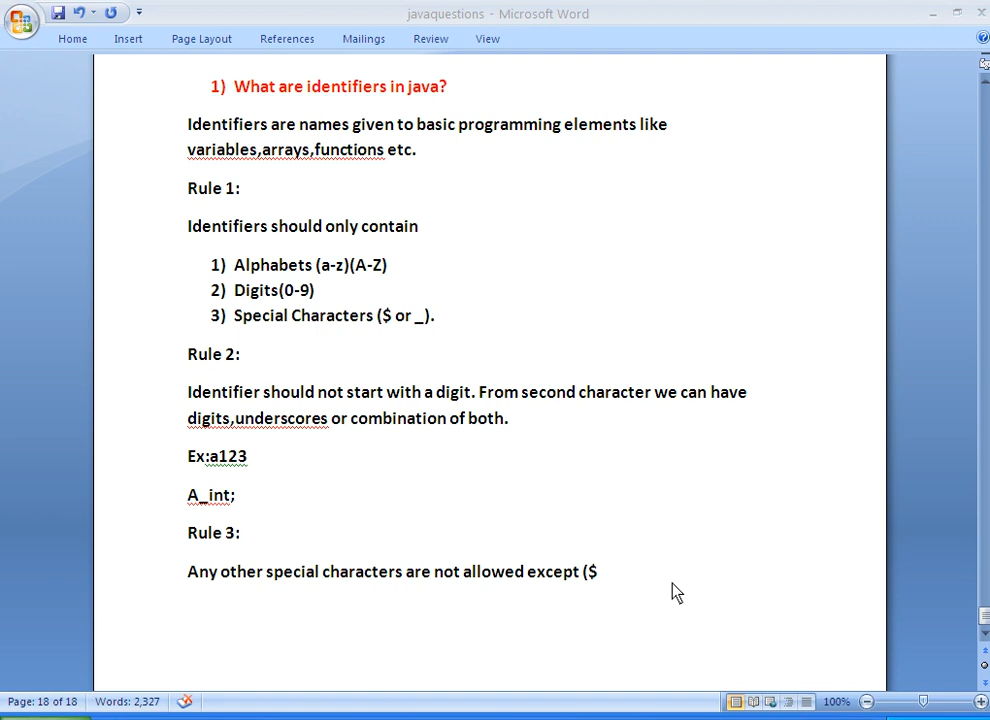 javaquestions - Microsoft Word
Home Insert Page Layout References Mailings Review View
1) What are identifiers in java?
Identifiers are names given to basic programming elements like
variables,arrays,functions etc.
Rule 1:
Identifiers should only contain
1) Alphabets (a-z)(A-Z)
2) Digits(0-9)
3) Special Characters ($ or _).
Rule 2:
Identifier should not start with a digit. From second character we can have
digits,underscores or combination of both.
Ex:a123
A_int;
Rule 3:
Any other special characters are not allowed except ($
Page: 18 of 18 Words: 2,327 100%